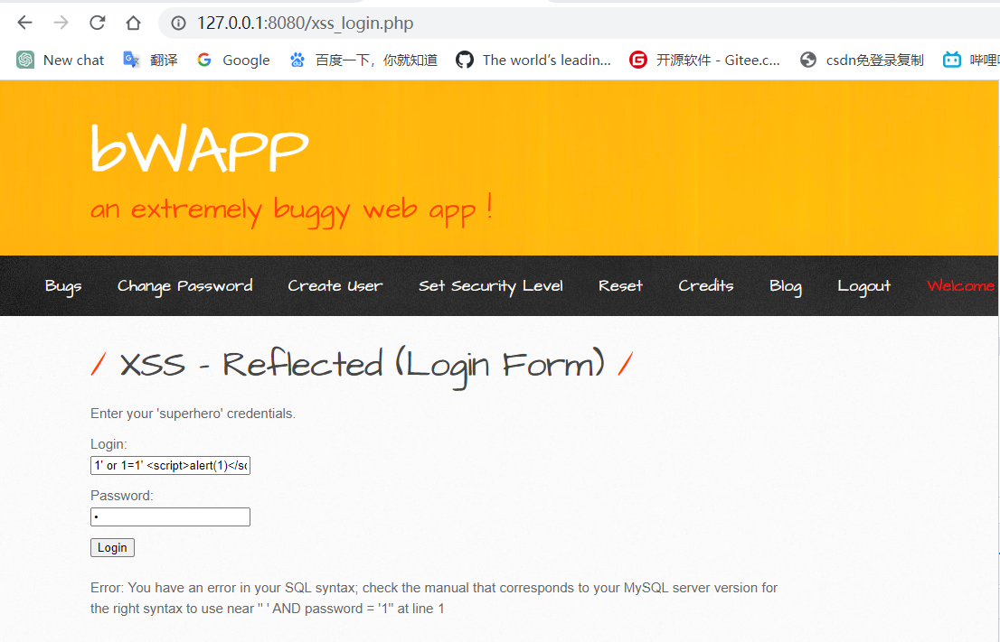 127.0.0.1:8080/xss_login.php
New chat 翻译 Google 百度一下，你就知道 The world's leadin... 开源软件 - Gitee.c... csdn免登录复制 哔哩
bWAPP
an extremely buggy web app !
Bugs Change Password Create User Set Security Level Reset Credits Blog Logout Welcome
/ XSS - Reflected (Login Form) /
Enter your 'superhero' credentials.
Login:
1' or 1=1' <script>alert(1)</sc
Password:
•
Login
Error: You have an error in your SQL syntax; check the manual that corresponds to your MySQL server version for
the right syntax to use near '' ' AND password = '1'' at line 1